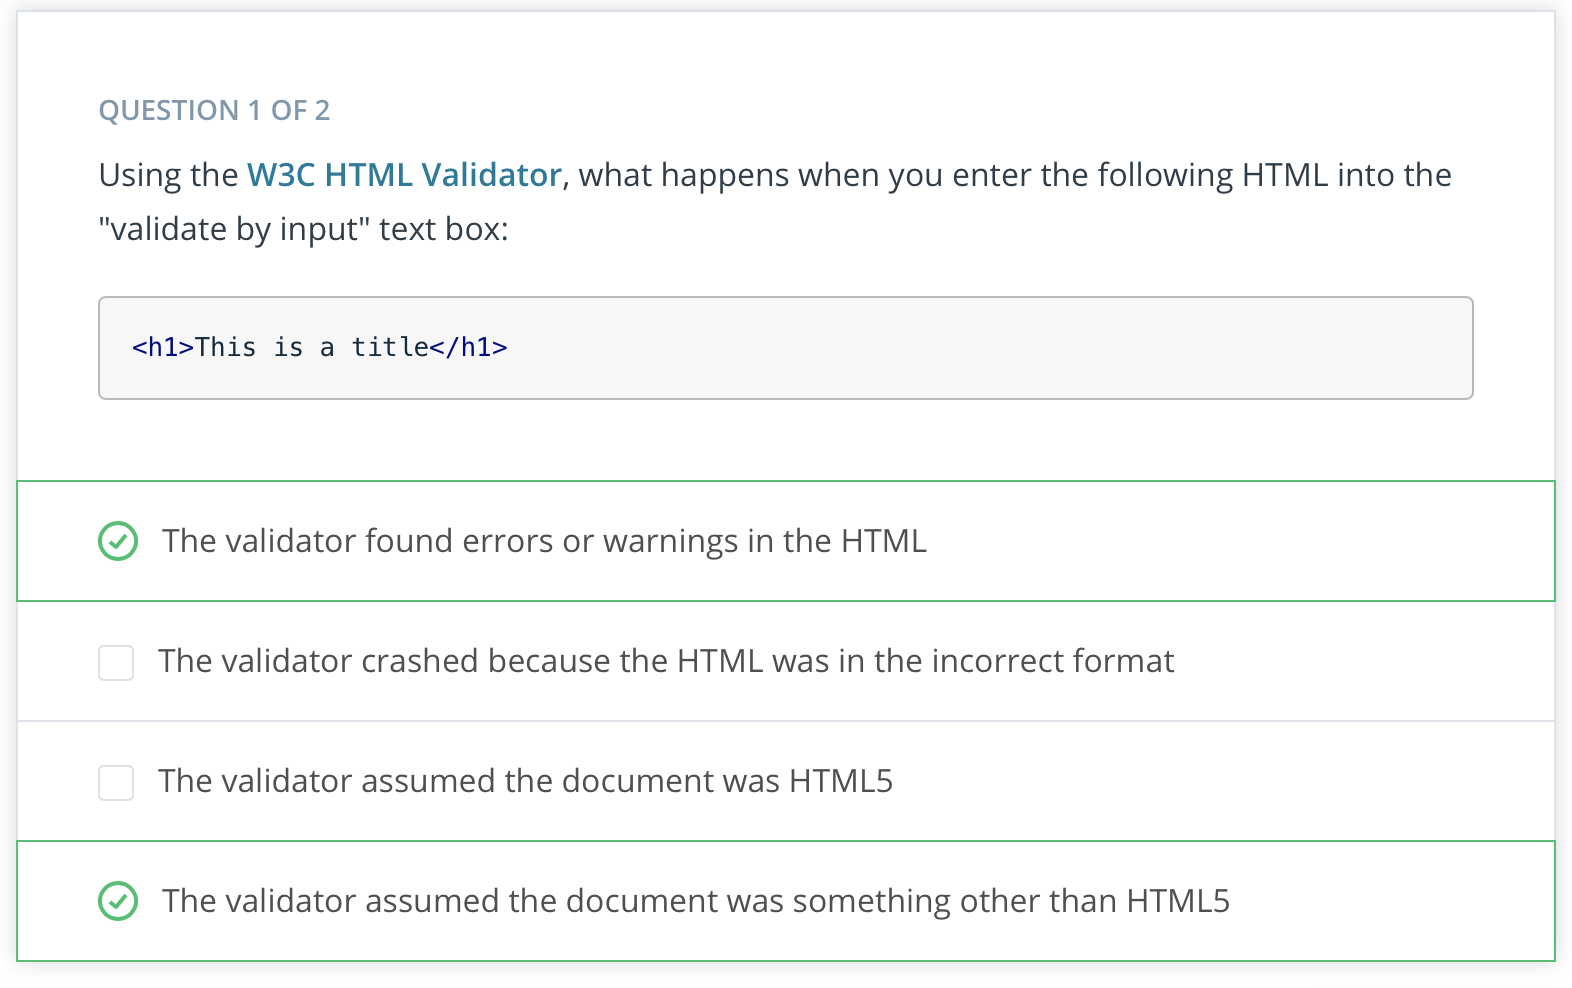 QUESTION 1 OF 2
Using the W3C HTML Validator, what happens when you enter the following HTML into the
"validate by input" text box:
<h1>This is a title</h1>
The validator found errors or warnings in the HTML
The validator crashed because the HTML was in the incorrect format
The validator assumed the document was HTML5
The validator assumed the document was something other than HTML5